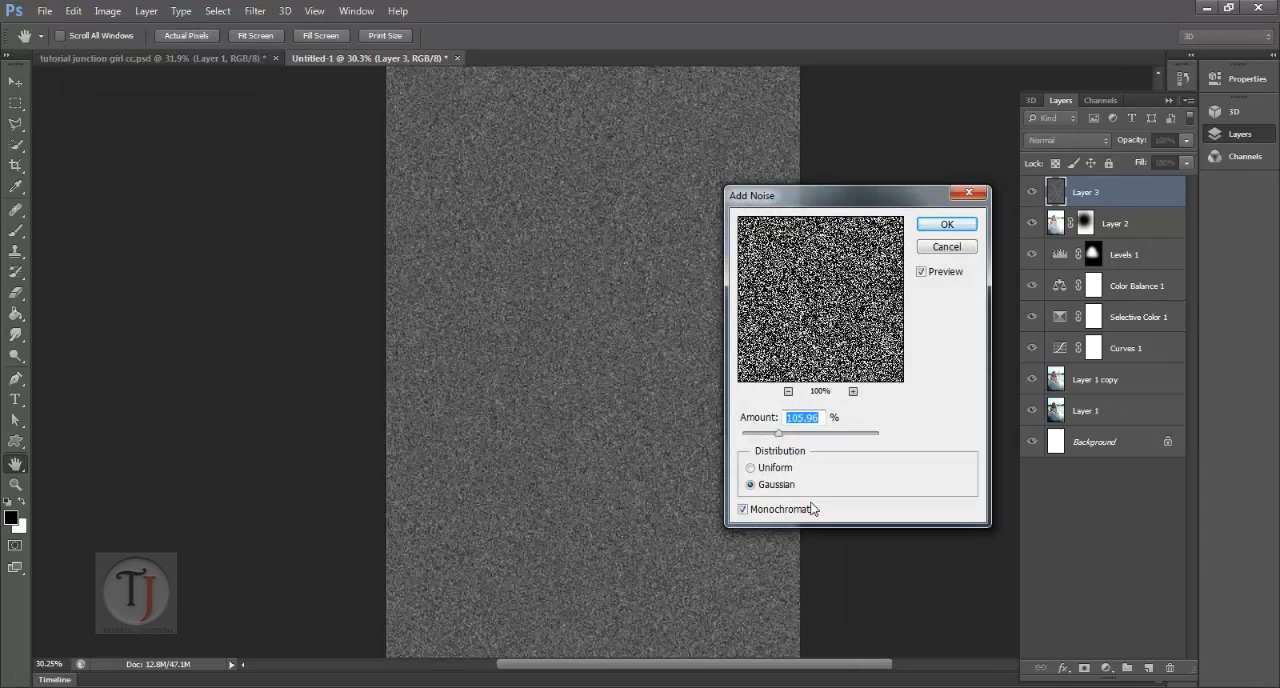 Ps File Edit Image Layer Type Select Filter 3D View Window Help
Scroll All Windows Actual Pixels Fit Screen Fill Screen Print Size 3D
tutorial junction girl cc.psd @ 31.9% (Layer 1, RGB/8) * × Untitled-1 @ 30.3% (Layer 3, RGB/8) * ×
Properties
3D Layers Channels
3D
Kind
Layers
Normal Opacity: 100%
Channels
Lock: Fill: 100%
Layer 3
Layer 2
Levels 1
Color Balance 1
Selective Color 1
Curves 1
Layer 1 copy
Layer 1
Background
Add Noise
OK
Cancel
Preview
100%
Amount: 105.96 %
Distribution
Uniform
Gaussian
Monochromat
TJ
30.25% Doc: 12.8M/47.1M
Timeline